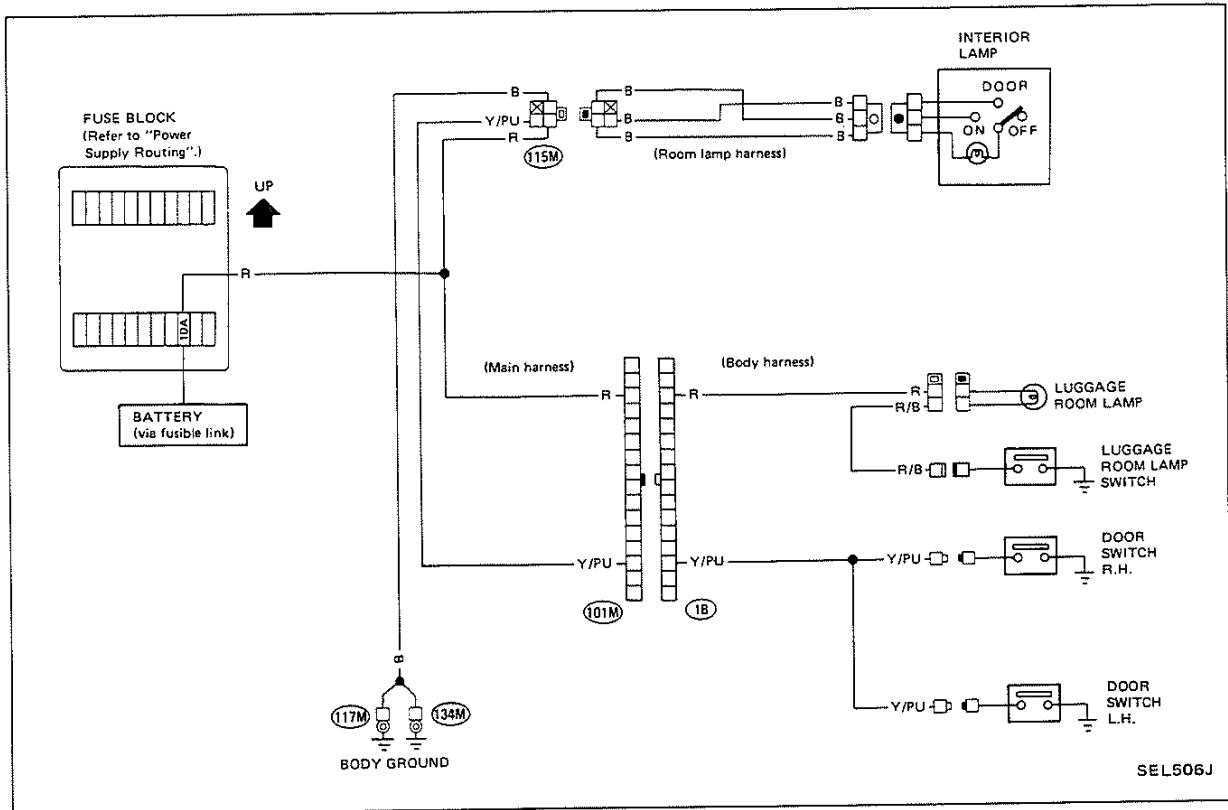 INTERIOR
LAMP
DOOR
ON
OFF
FUSE BLOCK
(Refer to "Power
Supply Routing".)
UP
B
Y/PU
R
115M
B
B
B
(Room lamp harness)
B
B
B
R
10A
BATTERY
(via fusible link)
(Main harness)
(Body harness)
R
R
R
R/B
LUGGAGE
ROOM LAMP
R/B
LUGGAGE
ROOM LAMP
SWITCH
Y/PU
Y/PU
Y/PU
DOOR
SWITCH
R.H.
101M
1B
B
117M
134M
BODY GROUND
Y/PU
DOOR
SWITCH
L.H.
SEL506J